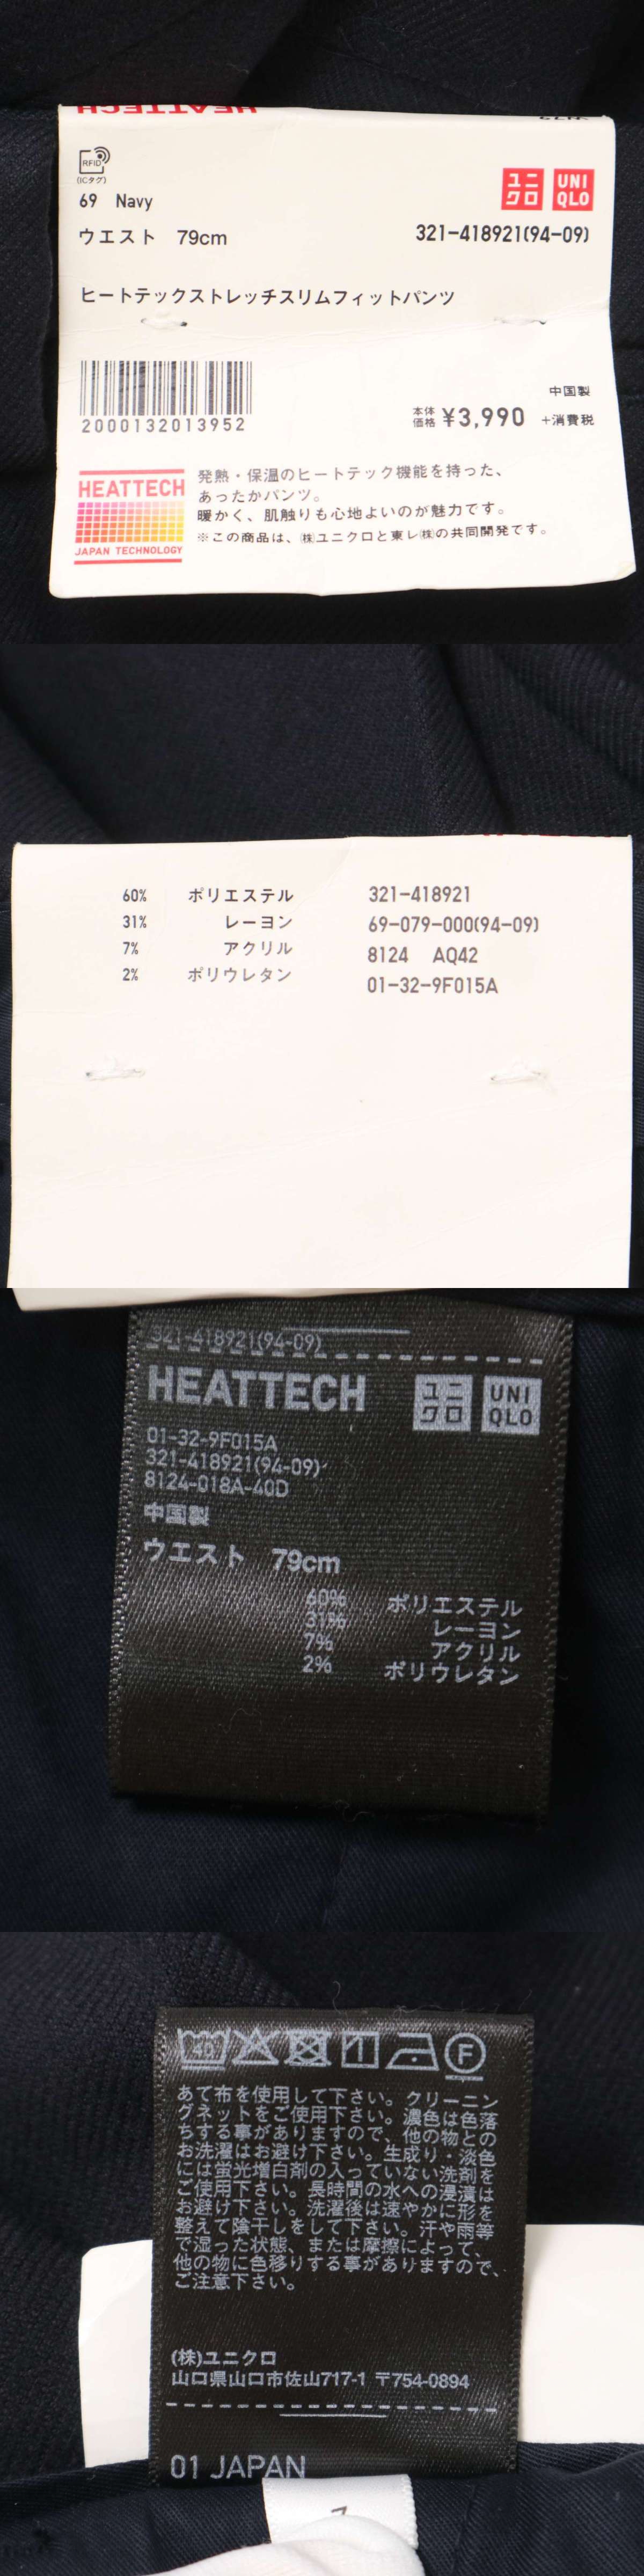 HEATTECH
RFID
(ICタグ)
69 Navy
ユニクロ
UNIQLO
ウエスト 79cm
321-418921(94-09)
ヒートテックストレッチスリムフィットパンツ
2000132013952
中国製
本体価格 ¥3,990 +消費税
HEATTECH
JAPAN TECHNOLOGY
発熱・保温のヒートテック機能を持った、
あったかパンツ。
暖かく、肌触りも心地よいのが魅力です。
※この商品は、㈱ユニクロと東レ㈱の共同開発です。
60% ポリエステル
31% レーヨン
7% アクリル
2% ポリウレタン
321-418921
69-079-000(94-09)
8124 AQ42
01-32-9F015A
321-418921(94-09)
HEATTECH
ユニクロ
UNIQLO
01-32-9F015A
321-418921(94-09)
8124-018A-40D
中国製
ウエスト 79cm
60% ポリエステル
31% レーヨン
7% アクリル
2% ポリウレタン
40
F
あて布を使用して下さい。クリーニン
グネットをご使用下さい。濃色は色落
ちする事がありますので、他の物との
お洗濯はお避け下さい。生成り・淡色
には蛍光増白剤の入っていない洗剤を
ご使用下さい。長時間の水への浸漬は
お避け下さい。洗濯後は速やかに形を
整えて陰干しをして下さい。汗や雨等
で湿った状態、または摩擦によって、
他の物に色移りする事がありますので、
ご注意下さい。
(株)ユニクロ
山口県山口市佐山717-1 〒754-0894
01 JAPAN